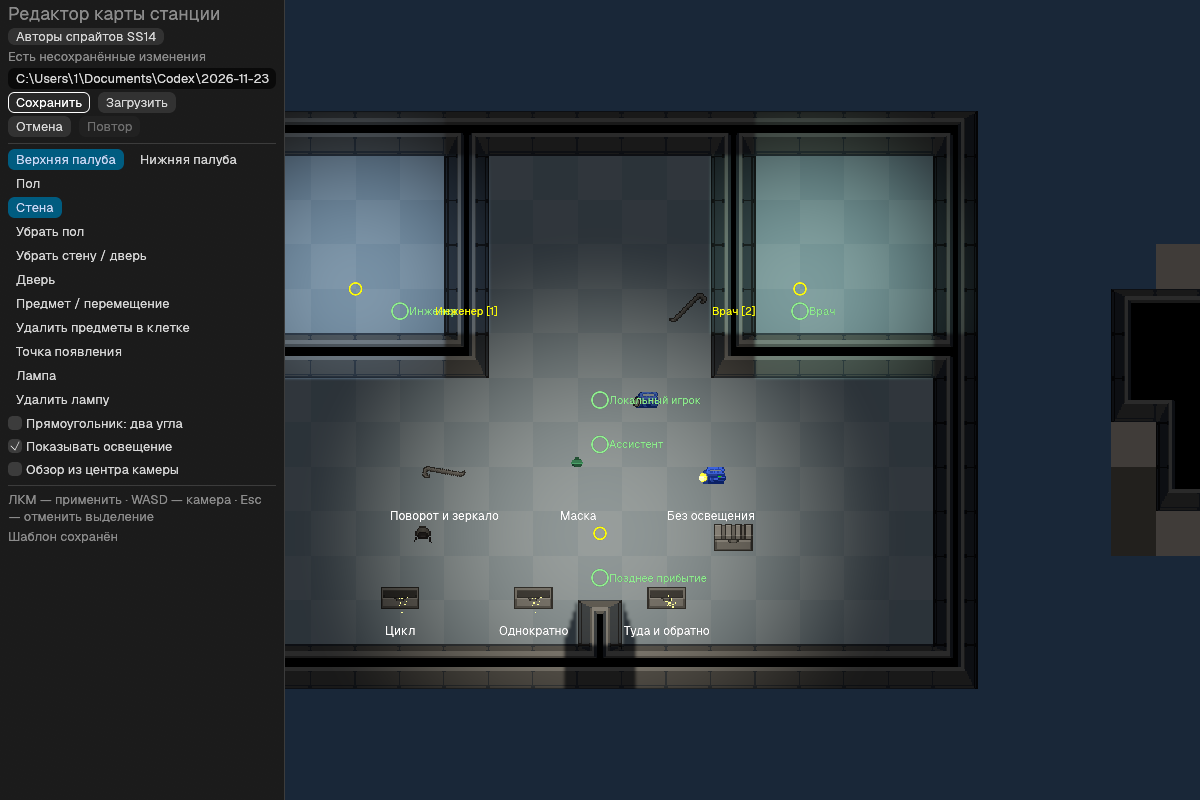 Редактор карты станции
Авторы спрайтов SS14
Есть несохранённые изменения
C:\Users\1\Documents\Codex\2026-11-23
Сохранить Загрузить
Отмена Повтор
Верхняя палуба Нижняя палуба
Пол
Стена
Убрать пол
Убрать стену / дверь
Дверь
Предмет / перемещение
Удалить предметы в клетке
Точка появления
Лампа
Удалить лампу
Прямоугольник: два угла
Показывать освещение
Обзор из центра камеры
ЛКМ — применить · WASD — камера · Esc
— отменить выделение
Шаблон сохранён
Инженер [1]
Врач [2]
Врач
Локальный игрок
Ассистент
Поворот и зеркало
Маска
Без освещения
Позднее прибытие
Цикл
Однократно
Туда и обратно